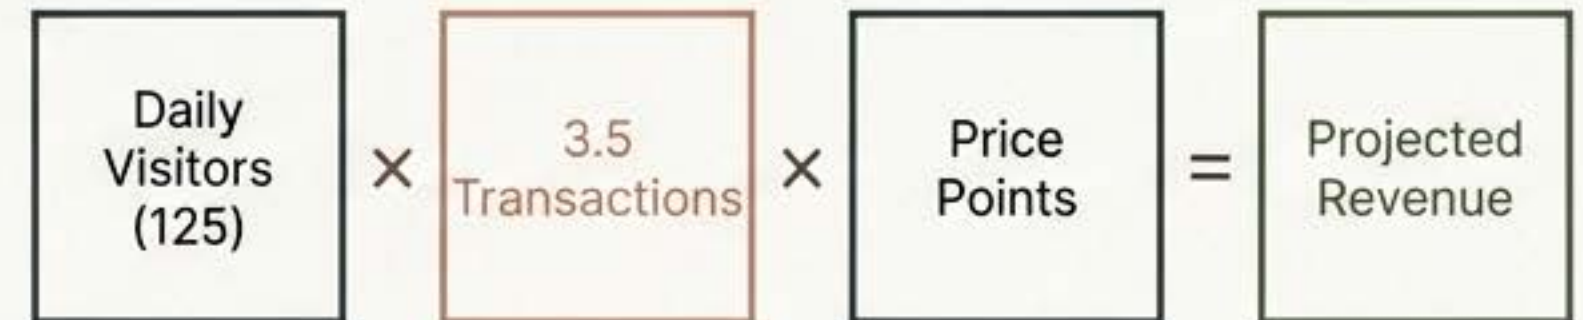 Daily
Visitors
(125)
×
3.5
Transactions
×
Price
Points
=
Projected
Revenue